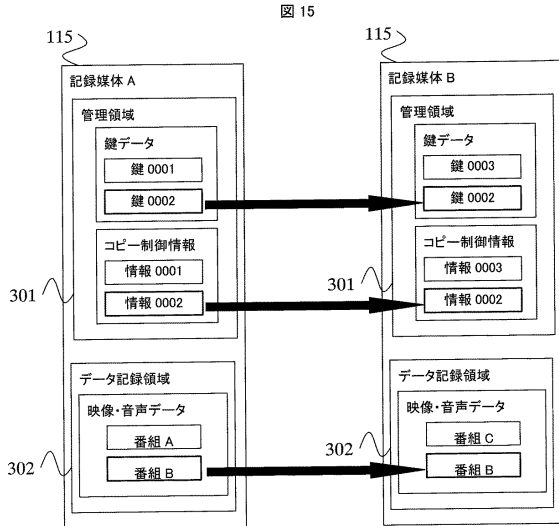 図 15
115
記録媒体 A
管理領域
鍵データ
鍵 0001
鍵 0002
コピー制御情報
情報 0001
情報 0002
301
データ記録領域
映像・音声データ
番組 A
番組 B
302
115
記録媒体 B
管理領域
鍵データ
鍵 0003
鍵 0002
コピー制御情報
情報 0003
情報 0002
301
データ記録領域
映像・音声データ
番組 C
番組 B
302